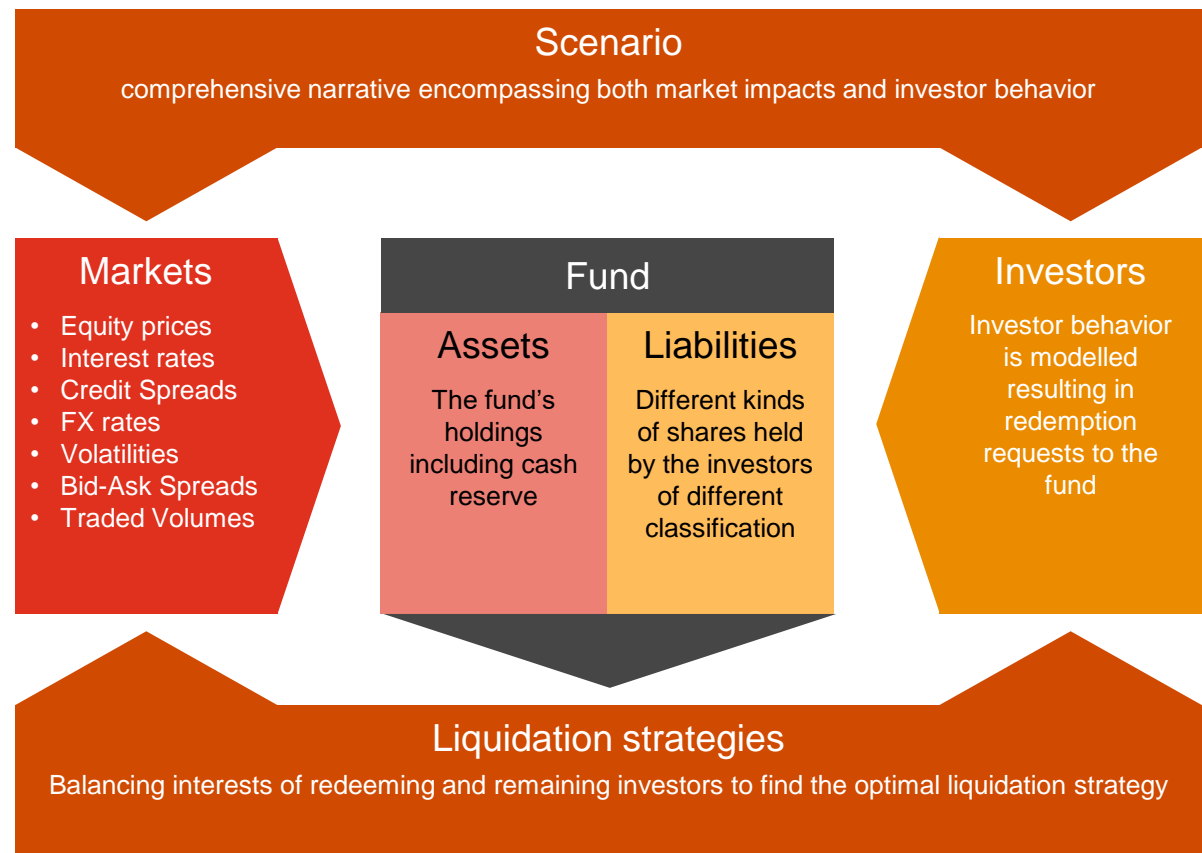 Scenario
comprehensive narrative encompassing both market impacts and investor behavior
Markets
• Equity prices
• Interest rates
• Credit Spreads
• FX rates
• Volatilities
• Bid-Ask Spreads
• Traded Volumes
Fund
Assets
The fund’s
holdings
including cash
reserve
Liabilities
Different kinds
of shares held
by the investors
of different
classification
Investors
Investor behavior
is modelled
resulting in
redemption
requests to the
fund
Liquidation strategies
Balancing interests of redeeming and remaining investors to find the optimal liquidation strategy